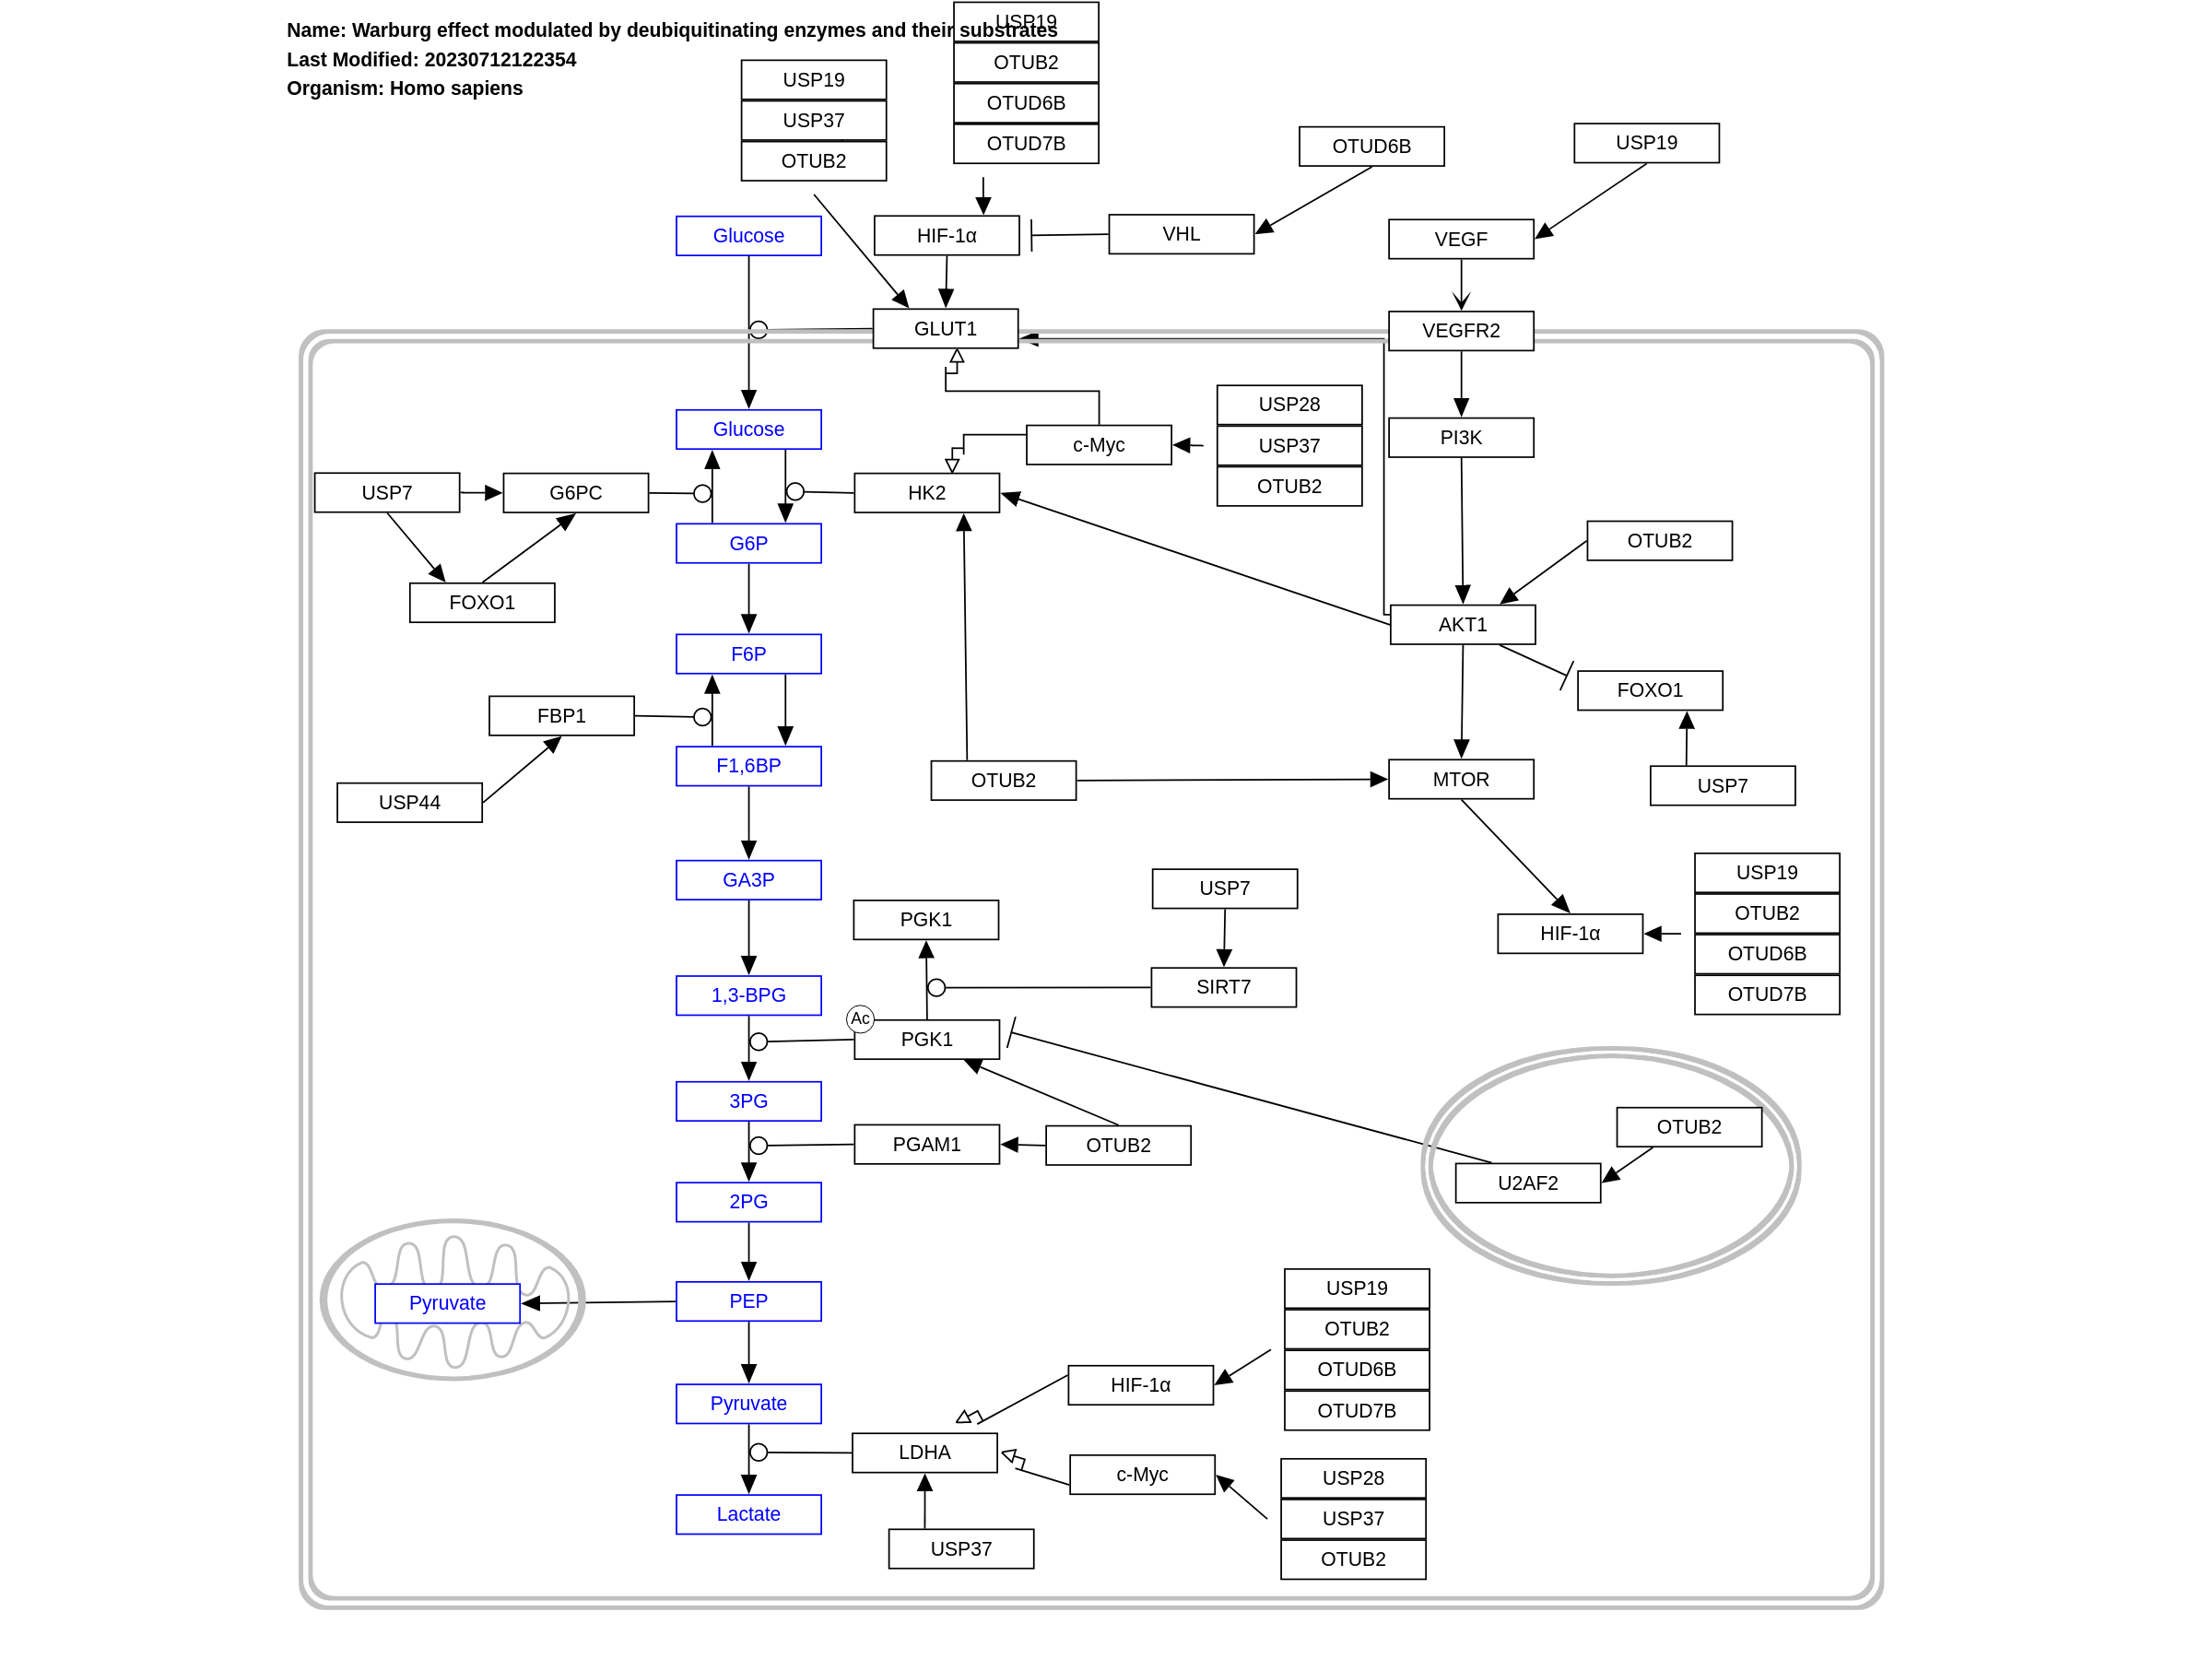 Name: Warburg effect modulated by deubiquitinating enzymes and their substrates
Last Modified: 20230712122354
Organism: Homo sapiens
USP19
OTUB2
OTUD6B
OTUD7B
USP19
USP37
OTUB2
OTUD6B
USP19
Glucose
HIF-1α
VHL
VEGF
GLUT1
VEGFR2
Glucose
c-Myc
USP28
USP37
OTUB2
PI3K
USP7
G6PC
HK2
G6P
OTUB2
FOXO1
AKT1
F6P
FOXO1
FBP1
F1,6BP
OTUB2
MTOR
USP7
USP44
GA3P
USP7
PGK1
HIF-1α
USP19
OTUB2
OTUD6B
OTUD7B
1,3-BPG
SIRT7
Ac
PGK1
3PG
PGAM1
OTUB2
OTUB2
U2AF2
2PG
Pyruvate
PEP
USP19
OTUB2
OTUD6B
OTUD7B
HIF-1α
Pyruvate
LDHA
c-Myc
USP28
USP37
OTUB2
Lactate
USP37